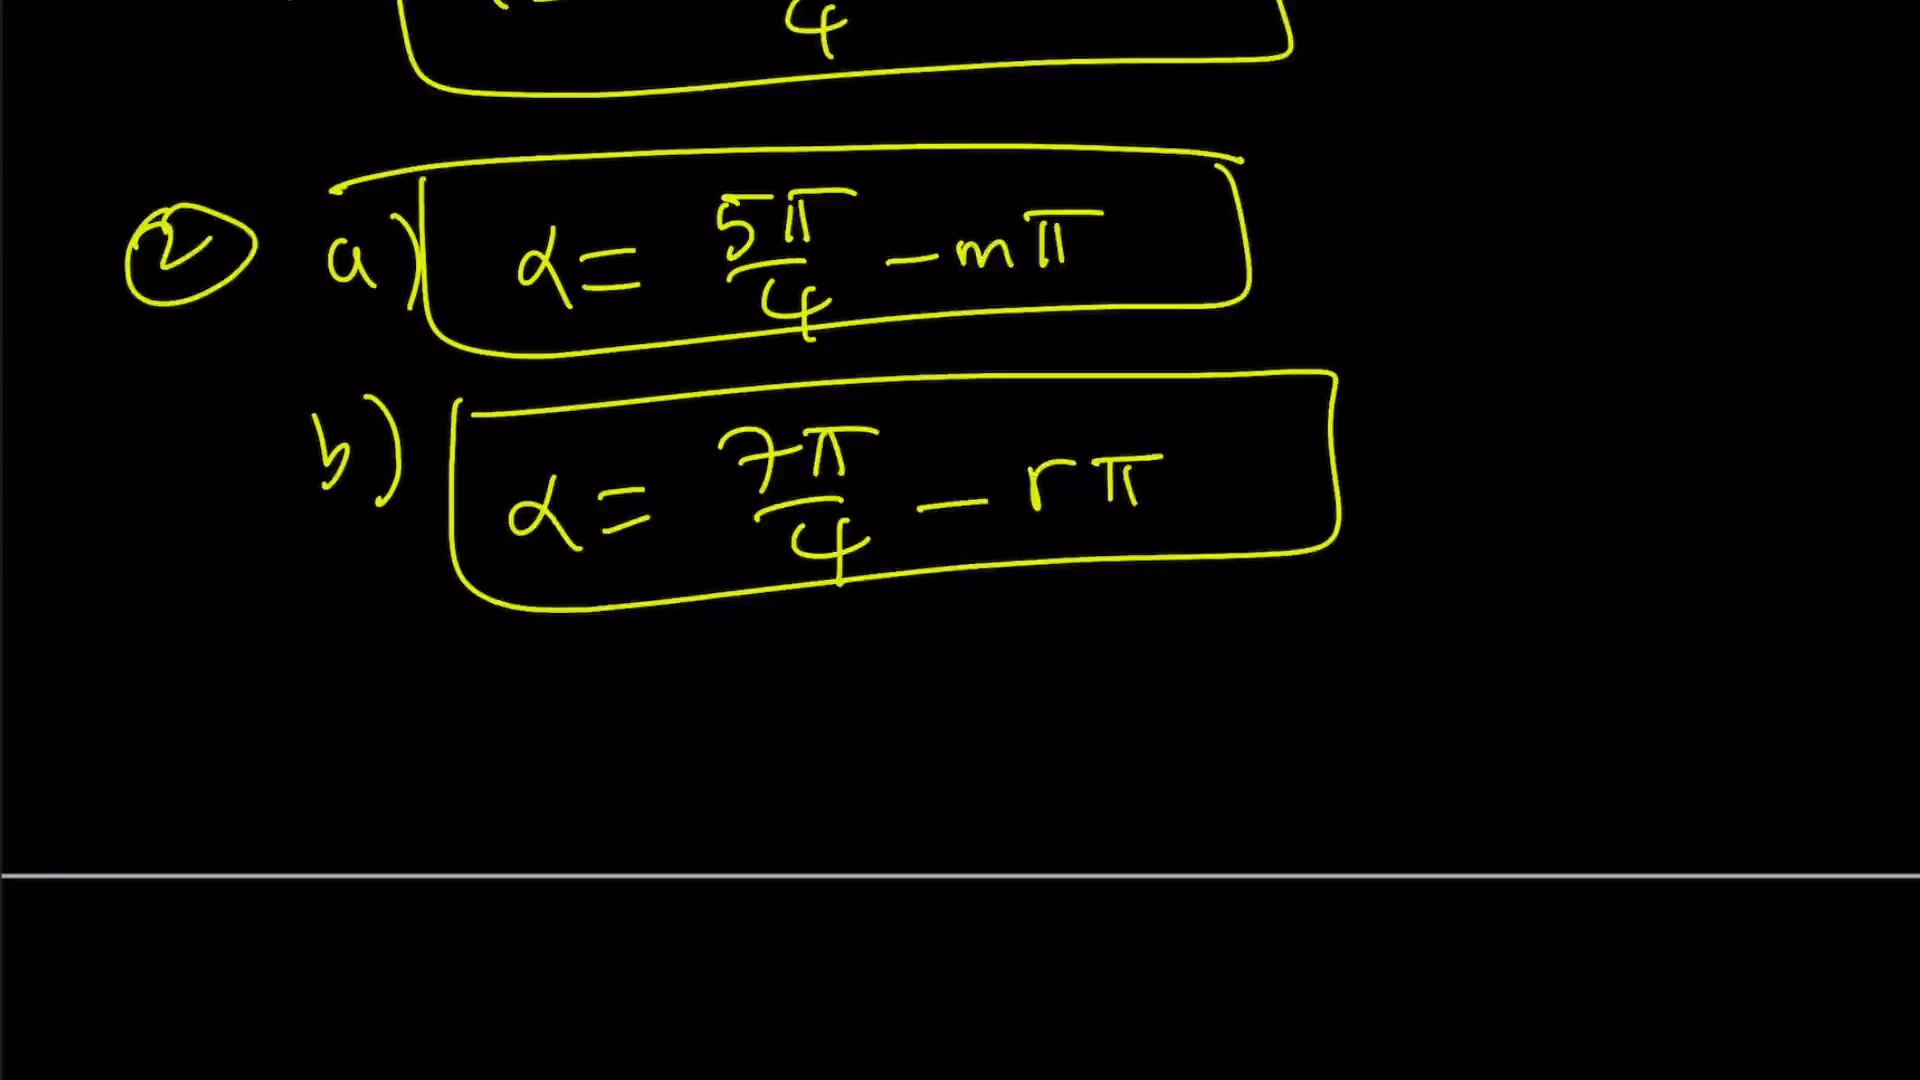 4
② a) α = 5π/4 - mπ
b) α = 7π/4 - rπ